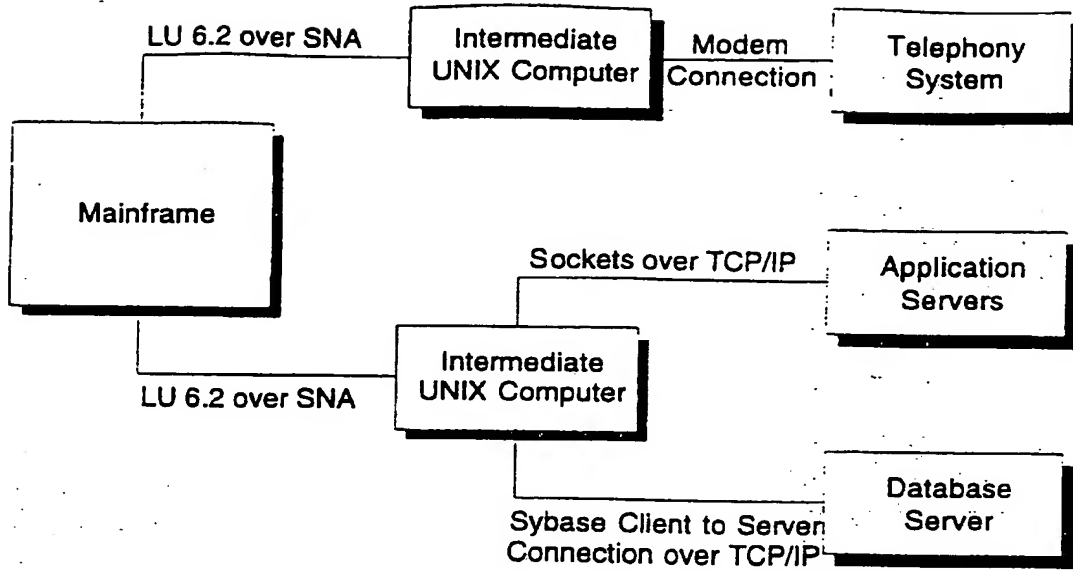 LU 6.2 over SNA
Intermediate
UNIX Computer
Modem
Connection
Telephony
System
Mainframe
Sockets over TCP/IP
Application
Servers
Intermediate
UNIX Computer
LU 6.2 over SNA
Database
Server
Sybase Client to Server
Connection over TCP/IP